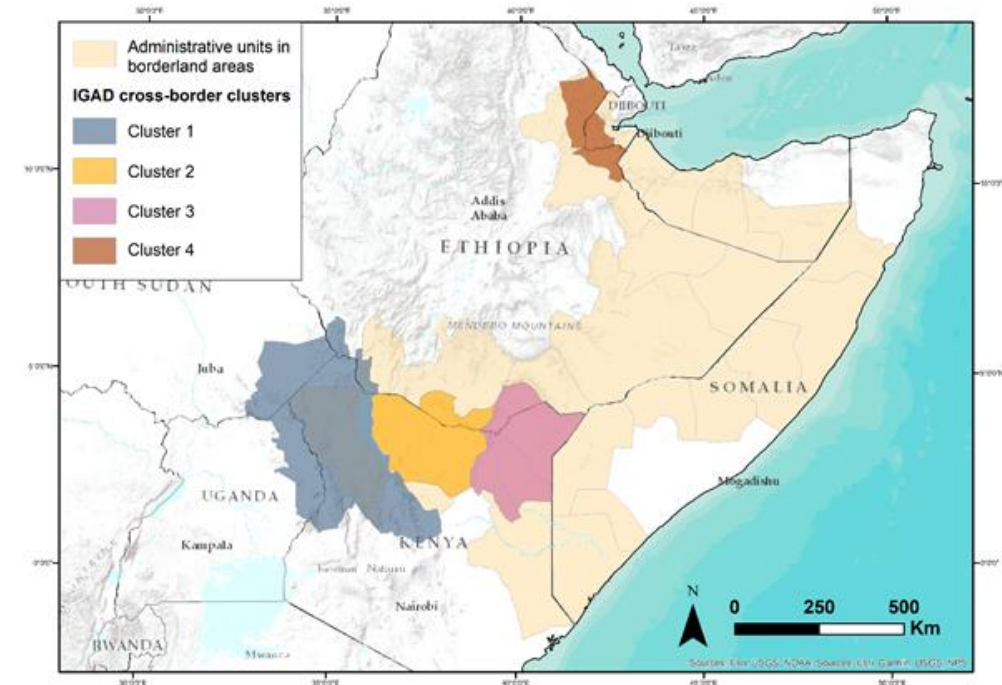 Administrative units in
borderland areas
IGAD cross-border clusters
Cluster 1
Cluster 2
Cluster 3
Cluster 4
DJIBOUTI
Djibouti
Addis
Ababa
ETHIOPIA
OUTH SUDAN
MENDEBO MOUNTAINS
Juba
SOMALIA
Mogadishu
UGANDA
Kampala
KENYA
Nairobi
RWANDA
Mwanza
N
0 250 500
Km